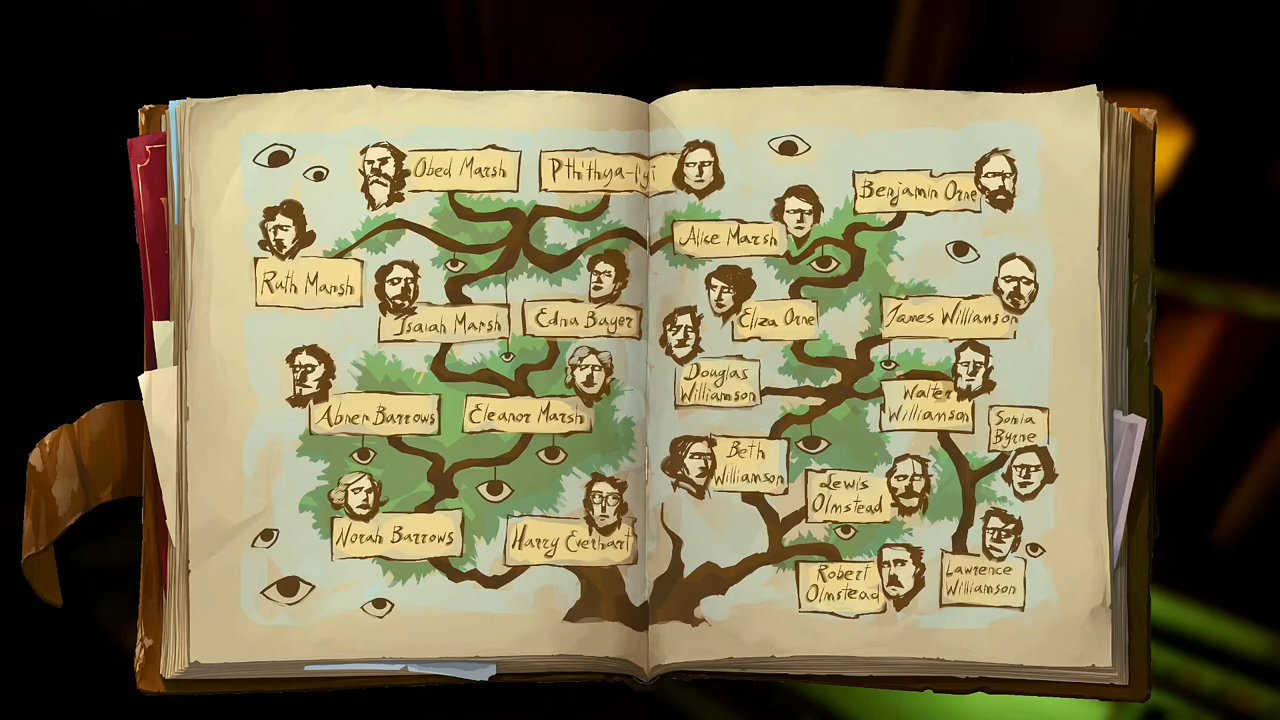 Obed Marsh
Pth'thya-l'yi
Benjamin Orne
Alice Marsh
Ruth Marsh
Isaiah Marsh
Edna Bayer
Eliza Orne
James Williamson
Douglas
Williamson
Walter
Williamson
Abner Barrows
Eleanor Marsh
Sonia
Byrne
Beth
Williamson
Lewis
Olmstead
Norah Barrows
Harry Everhart
Robert
Olmstead
Lawrence
Williamson